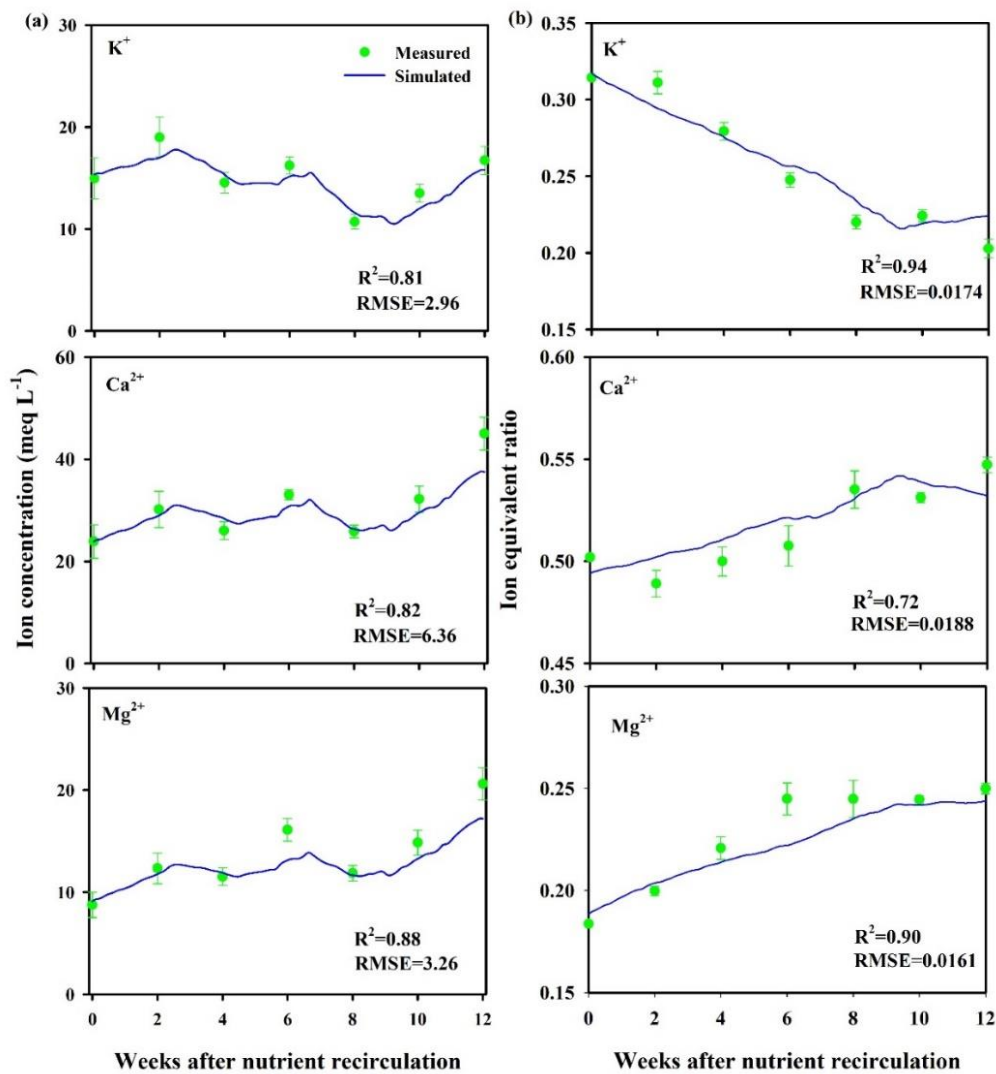 (a)
K⁺
Measured
Simulated
30
20
10
0
R²=0.81
RMSE=2.96
Ca²⁺
60
40
20
0
R²=0.82
RMSE=6.36
Mg²⁺
30
20
10
0
R²=0.88
RMSE=3.26
Ion concentration (meq L⁻¹)
0 2 4 6 8 10 12
Weeks after nutrient recirculation
(b)
K⁺
0.35
0.30
0.25
0.20
0.15
R²=0.94
RMSE=0.0174
Ca²⁺
0.60
0.55
0.50
0.45
R²=0.72
RMSE=0.0188
Mg²⁺
0.30
0.25
0.20
0.15
R²=0.90
RMSE=0.0161
Ion equivalent ratio
0 2 4 6 8 10 12
Weeks after nutrient recirculation